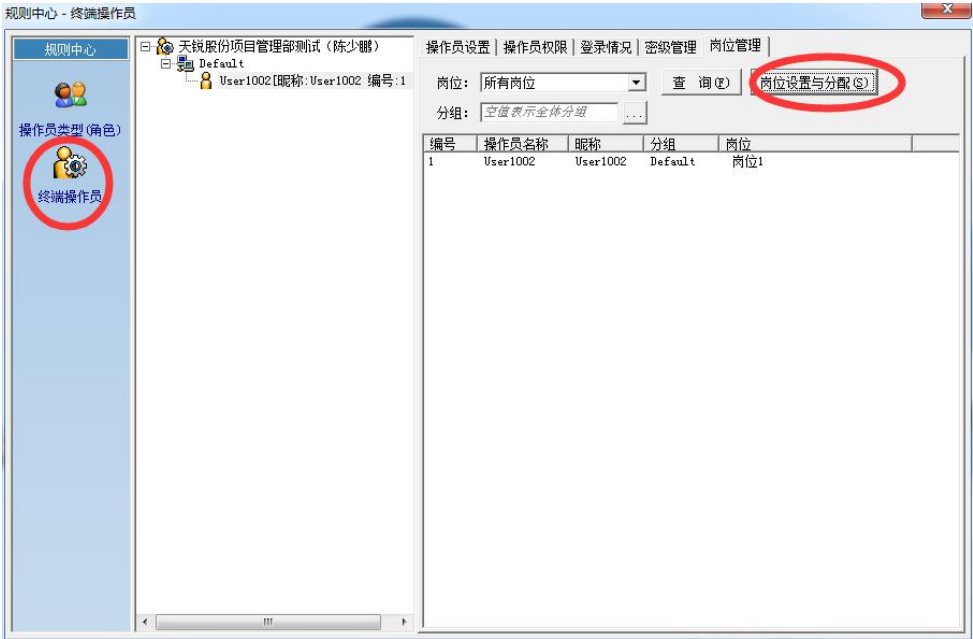 规则中心 - 终端操作员
规则中心
操作员类型(角色)
终端操作员
天锐股份项目管理部测试（陈少鹏）
Default
User1002[昵称:User1002 编号:1
操作员设置 操作员权限 登录情况 密级管理 岗位管理
岗位: 所有岗位 查 询(F) 岗位设置与分配(S)
分组: 空值表示全体分组 ...
编号 操作员名称 昵称 分组 岗位
1 User1002 User1002 Default 岗位1